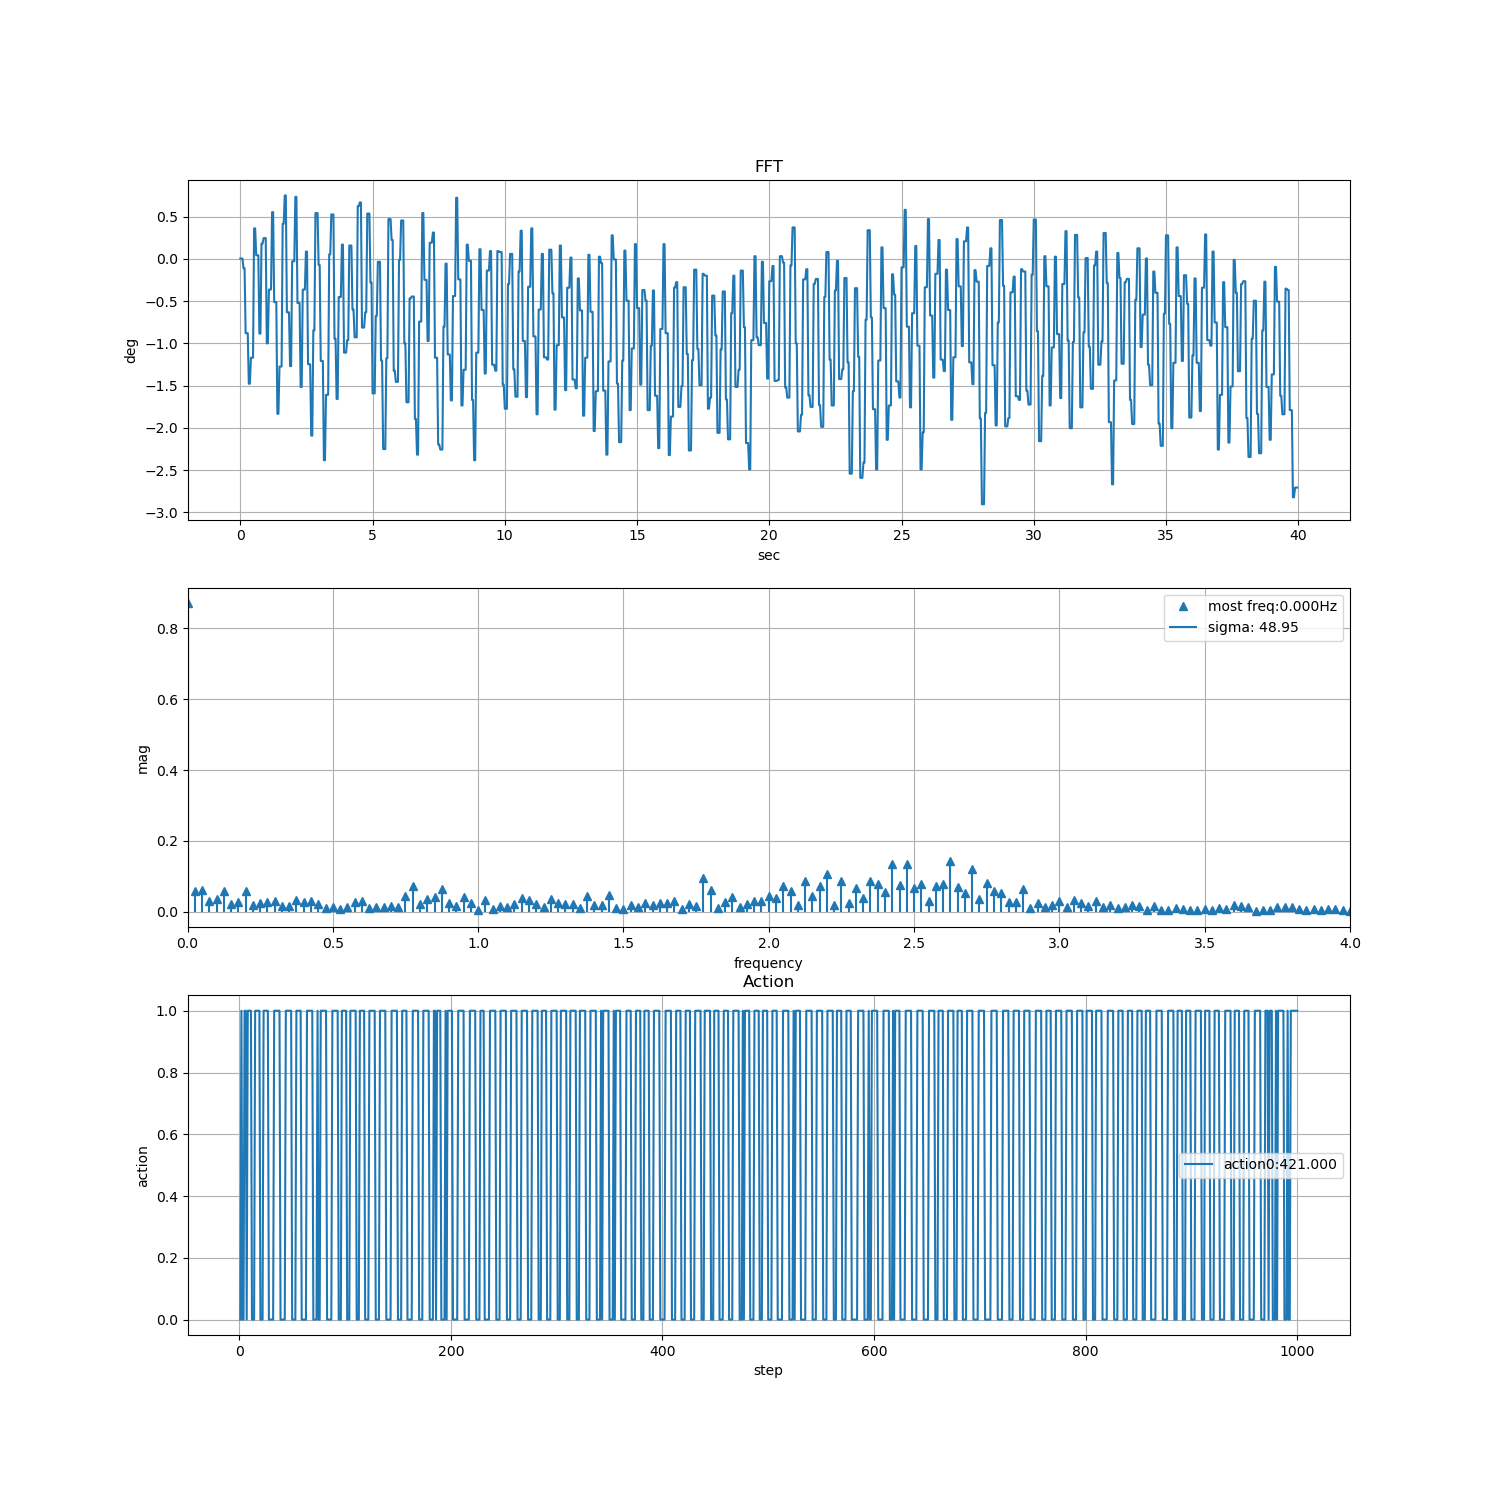 FFT
0.5
0.0
−0.5
−1.0
−1.5
−2.0
−2.5
−3.0
deg
0 5 10 15 20 25 30 35 40
sec
most freq:0.000Hz
sigma: 48.95
0.8
0.6
0.4
0.2
0.0
mag
0.0 0.5 1.0 1.5 2.0 2.5 3.0 3.5 4.0
frequency
Action
1.0
0.8
0.6
0.4
0.2
0.0
action
action0:421.000
0 200 400 600 800 1000
step